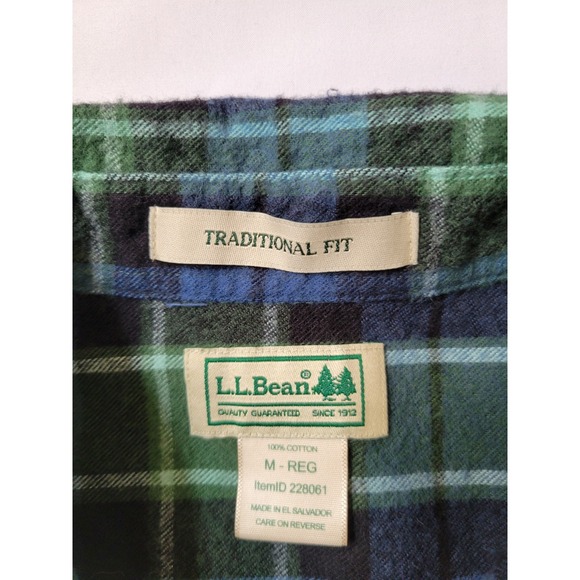 TRADITIONAL FIT
L.L.Bean®
QUALITY GUARANTEED SINCE 1912
100% COTTON
M - REG
ItemID 228061
MADE IN EL SALVADOR
CARE ON REVERSE